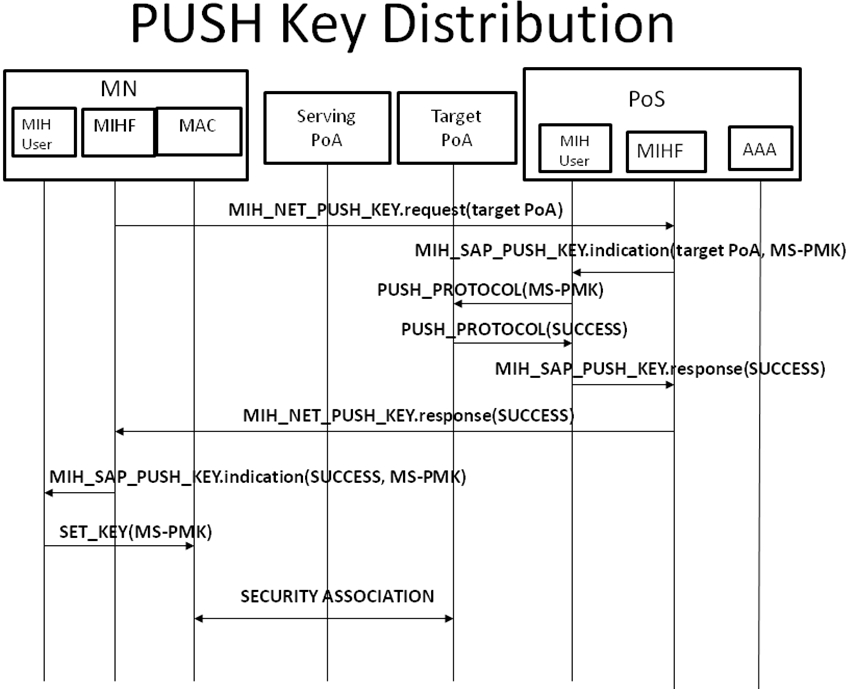 PUSH Key Distribution
MN
MIH
User
MIHF
MAC
Serving
PoA
Target
PoA
PoS
MIH
User
MIHF
AAA
MIH_NET_PUSH_KEY.request(target PoA)
MIH_SAP_PUSH_KEY.indication(target PoA, MS-PMK)
PUSH_PROTOCOL(MS-PMK)
PUSH_PROTOCOL(SUCCESS)
MIH_SAP_PUSH_KEY.response(SUCCESS)
MIH_NET_PUSH_KEY.response(SUCCESS)
MIH_SAP_PUSH_KEY.indication(SUCCESS, MS-PMK)
SET_KEY(MS-PMK)
SECURITY ASSOCIATION